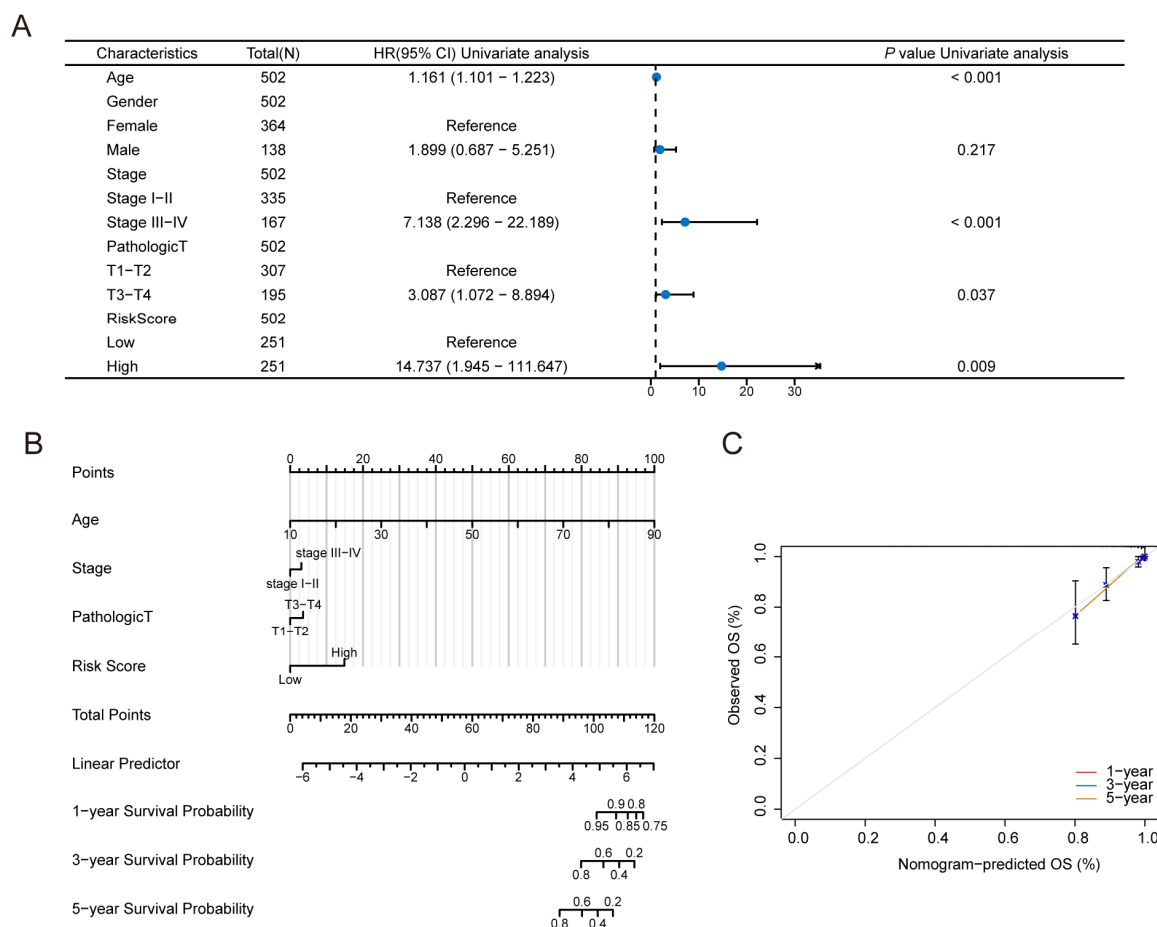 A
Characteristics Total(N) HR(95% CI) Univariate analysis P value Univariate analysis
Age 502 1.161 (1.101 − 1.223) < 0.001
Gender 502
Female 364 Reference
Male 138 1.899 (0.687 − 5.251) 0.217
Stage 502
Stage I−II 335 Reference
Stage III−IV 167 7.138 (2.296 − 22.189) < 0.001
PathologicT 502
T1−T2 307 Reference
T3−T4 195 3.087 (1.072 − 8.894) 0.037
RiskScore 502
Low 251 Reference
High 251 14.737 (1.945 − 111.647) 0.009
0 10 20 30
B
Points 0 20 40 60 80 100
Age
10 30 50 70 90
stage III−IV
Stage
stage I−II
T3−T4
PathologicT
T1−T2
High
Risk Score
Low
Total Points
0 20 40 60 80 100 120
Linear Predictor
−6 −4 −2 0 2 4 6
0.9 0.8
1−year Survival Probability
0.95 0.85 0.75
0.6 0.2
3−year Survival Probability
0.8 0.4
0.6 0.2
5−year Survival Probability
0.8 0.4
C
Observed OS (%)
1.0
0.8
0.6
0.4
0.2
0.0
1−year
3−year
5−year
0.0 0.2 0.4 0.6 0.8 1.0
Nomogram−predicted OS (%)